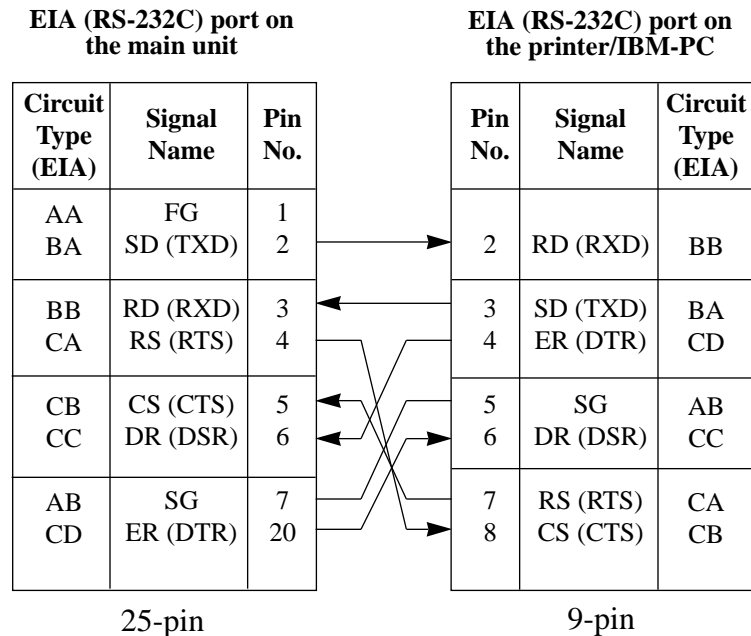 EIA (RS-232C) port on
the main unit
EIA (RS-232C) port on
the printer/IBM-PC
Circuit
Type
(EIA)
Signal
Name
Pin
No.
AA FG 1
BA SD (TXD) 2
BB RD (RXD) 3
CA RS (RTS) 4
CB CS (CTS) 5
CC DR (DSR) 6
AB SG 7
CD ER (DTR) 20
25-pin
Pin
No.
Signal
Name
Circuit
Type
(EIA)
2 RD (RXD) BB
3 SD (TXD) BA
4 ER (DTR) CD
5 SG AB
6 DR (DSR) CC
7 RS (RTS) CA
8 CS (CTS) CB
9-pin